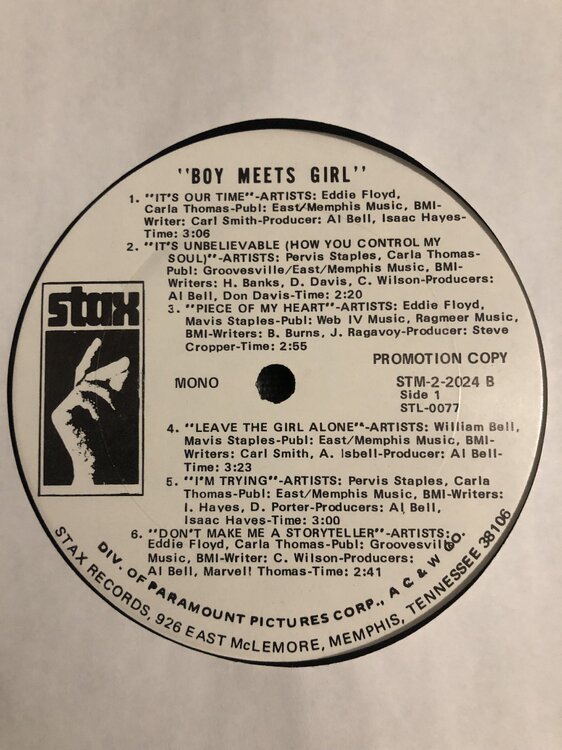 "BOY MEETS GIRL"
1. "IT'S OUR TIME"-ARTISTS: Eddie Floyd,
Carla Thomas-Publ: East/Memphis Music, BMI-
Writer: Carl Smith-Producer: Al Bell, Isaac Hayes-
Time: 3:06
2. "IT'S UNBELIEVABLE (HOW YOU CONTROL MY
SOUL)"-ARTISTS: Pervis Staples, Carla Thomas-
Publ: Groovesville/East/Memphis Music, BMI-
Writers: H. Banks, D. Davis, C. Wilson-Producers:
Al Bell, Don Davis-Time: 2:20
3. "PIECE OF MY HEART"-ARTISTS: Eddie Floyd,
Mavis Staples-Publ: Web IV Music, Ragmeer Music,
BMI-Writers: B. Burns, J. Ragavoy-Producer: Steve
Cropper-Time: 2:55
stax
PROMOTION COPY
MONO
STM-2-2024 B
Side 1
STL-0077
4. "LEAVE THE GIRL ALONE"-ARTISTS: William Bell,
Mavis Staples-Publ: East/Memphis Music, BMI-
Writers: Carl Smith, A. Isbell-Producer: Al Bell-
Time: 3:23
5. "I'M TRYING"-ARTISTS: Pervis Staples, Carla
Thomas-Publ: East/Memphis Music, BMI-Writers:
I. Hayes, D. Porter-Producers: Al Bell,
Isaac Hayes-Time: 3:00
6. "DON'T MAKE ME A STORYTELLER"-ARTISTS:
Eddie Floyd, Carla Thomas-Publ: Groovesville
Music, BMI-Writer: C. Wilson-Producers:
Al Bell, Marvell Thomas-Time: 2:41
DIV. OF PARAMOUNT PICTURES CORP., A G & W CO.
STAX RECORDS, 926 EAST McLEMORE, MEMPHIS, TENNESSEE 38106